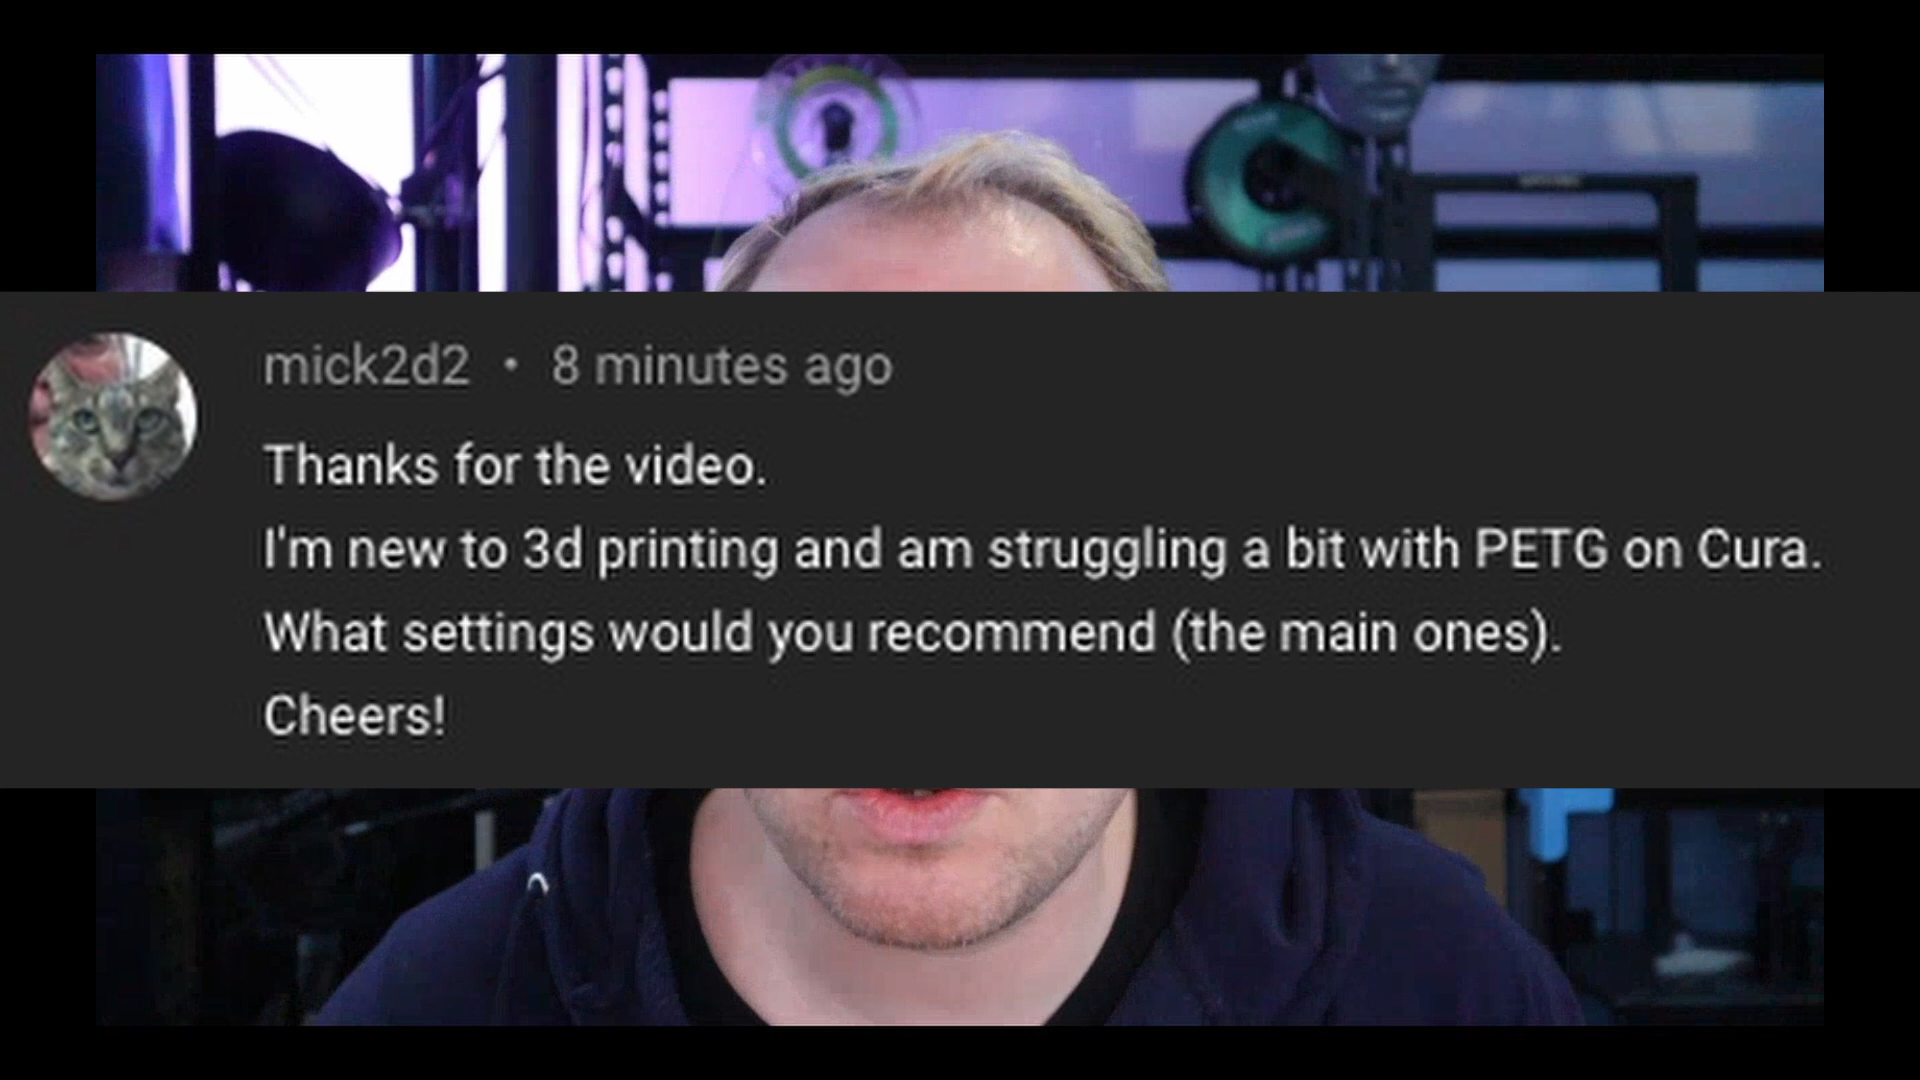 mick2d2 • 8 minutes ago
Thanks for the video.
I'm new to 3d printing and am struggling a bit with PETG on Cura.
What settings would you recommend (the main ones).
Cheers!